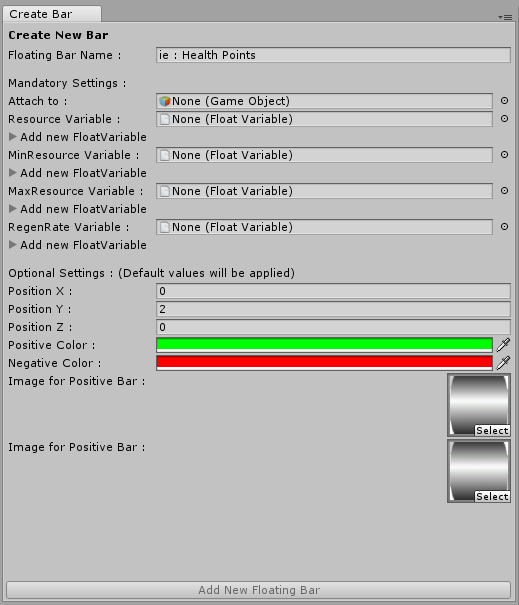 Create Bar
Create New Bar
Floating Bar Name : ie : Health Points
Mandatory Settings :
Attach to : None (Game Object)
Resource Variable : None (Float Variable)
Add new FloatVariable
MinResource Variable : None (Float Variable)
Add new FloatVariable
MaxResource Variable : None (Float Variable)
Add new FloatVariable
RegenRate Variable : None (Float Variable)
Add new FloatVariable
Optional Settings : (Default values will be applied)
Position X : 0
Position Y : 2
Position Z : 0
Positive Color :
Negative Color :
Image for Positive Bar :
Select
Image for Positive Bar :
Select
Add New Floating Bar